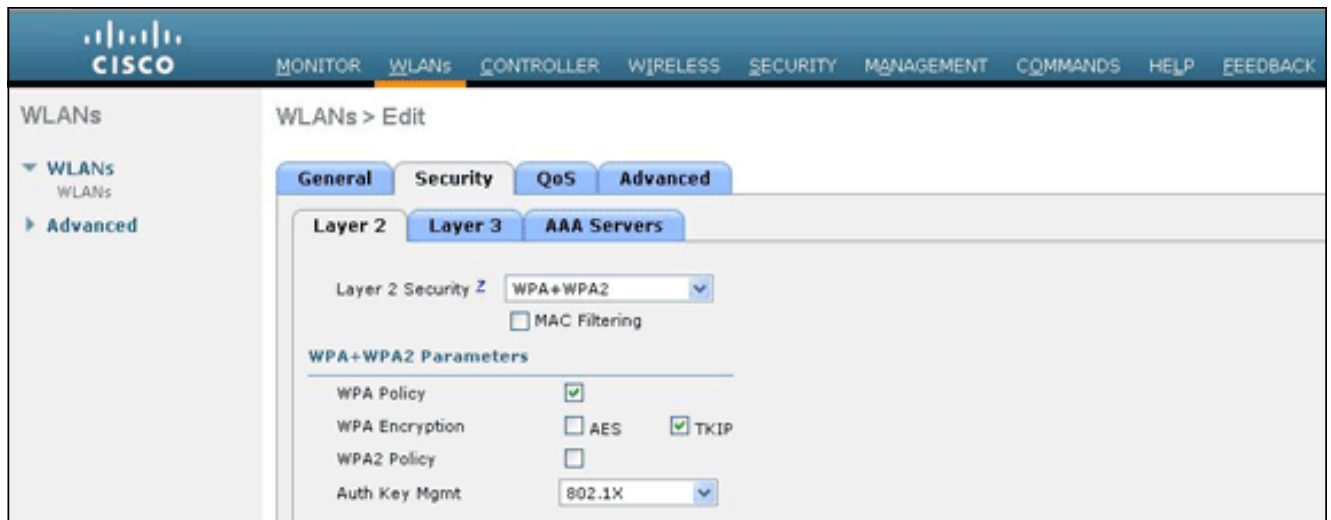 CISCO
MONITOR WLANs CONTROLLER WIRELESS SECURITY MANAGEMENT COMMANDS HELP FEEDBACK
WLANs
WLANs > Edit
WLANs
WLANs
Advanced
General Security QoS Advanced
Layer 2 Layer 3 AAA Servers
Layer 2 Security Z WPA+WPA2
MAC Filtering
WPA+WPA2 Parameters
WPA Policy
WPA Encryption AES TKIP
WPA2 Policy
Auth Key Mgmt 802.1X